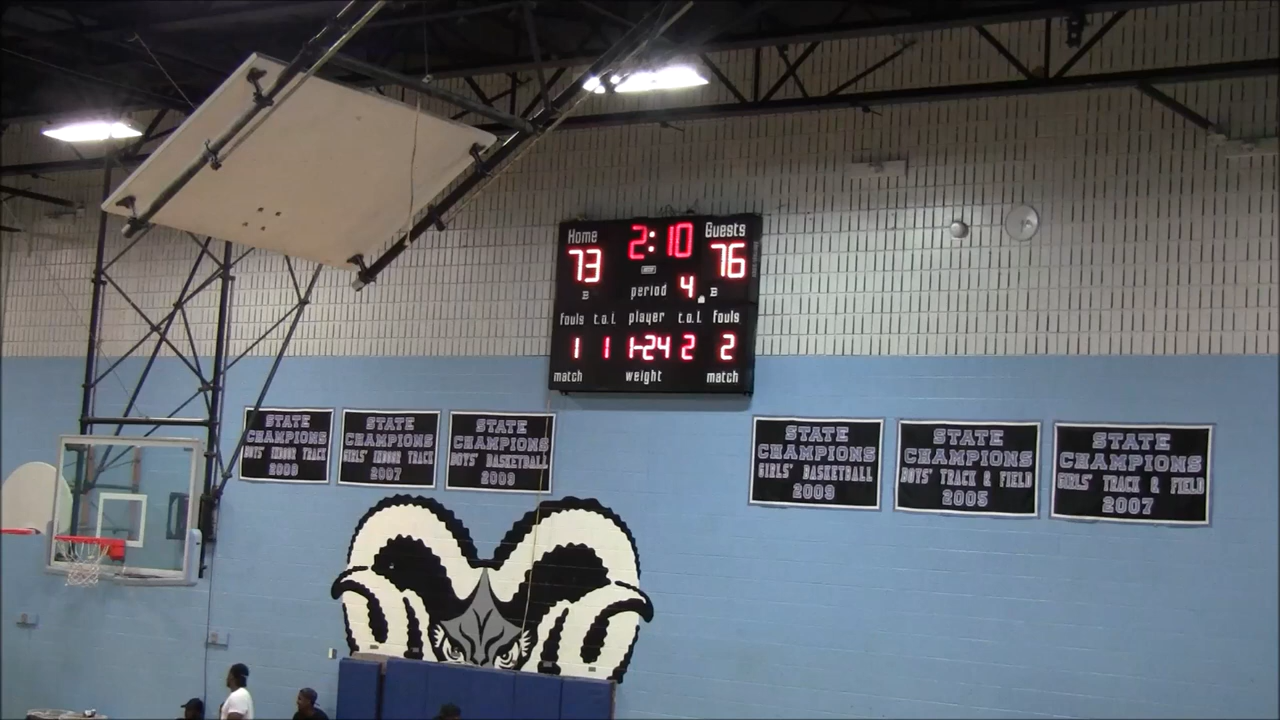 Home 2:10 Guests
73 76
period 4
B B
fouls t.o.l. player t.o.l. fouls
1 1 1-24 2 2
match weight match
STATE
CHAMPIONS
BOYS' INDOOR TRACK
2009
STATE
CHAMPIONS
GIRLS' INDOOR TRACK
2007
STATE
CHAMPIONS
BOYS' BASKETBALL
2009
STATE
CHAMPIONS
GIRLS' BASKETBALL
2009
STATE
CHAMPIONS
BOYS' TRACK & FIELD
2005
STATE
CHAMPIONS
GIRLS' TRACK & FIELD
2007